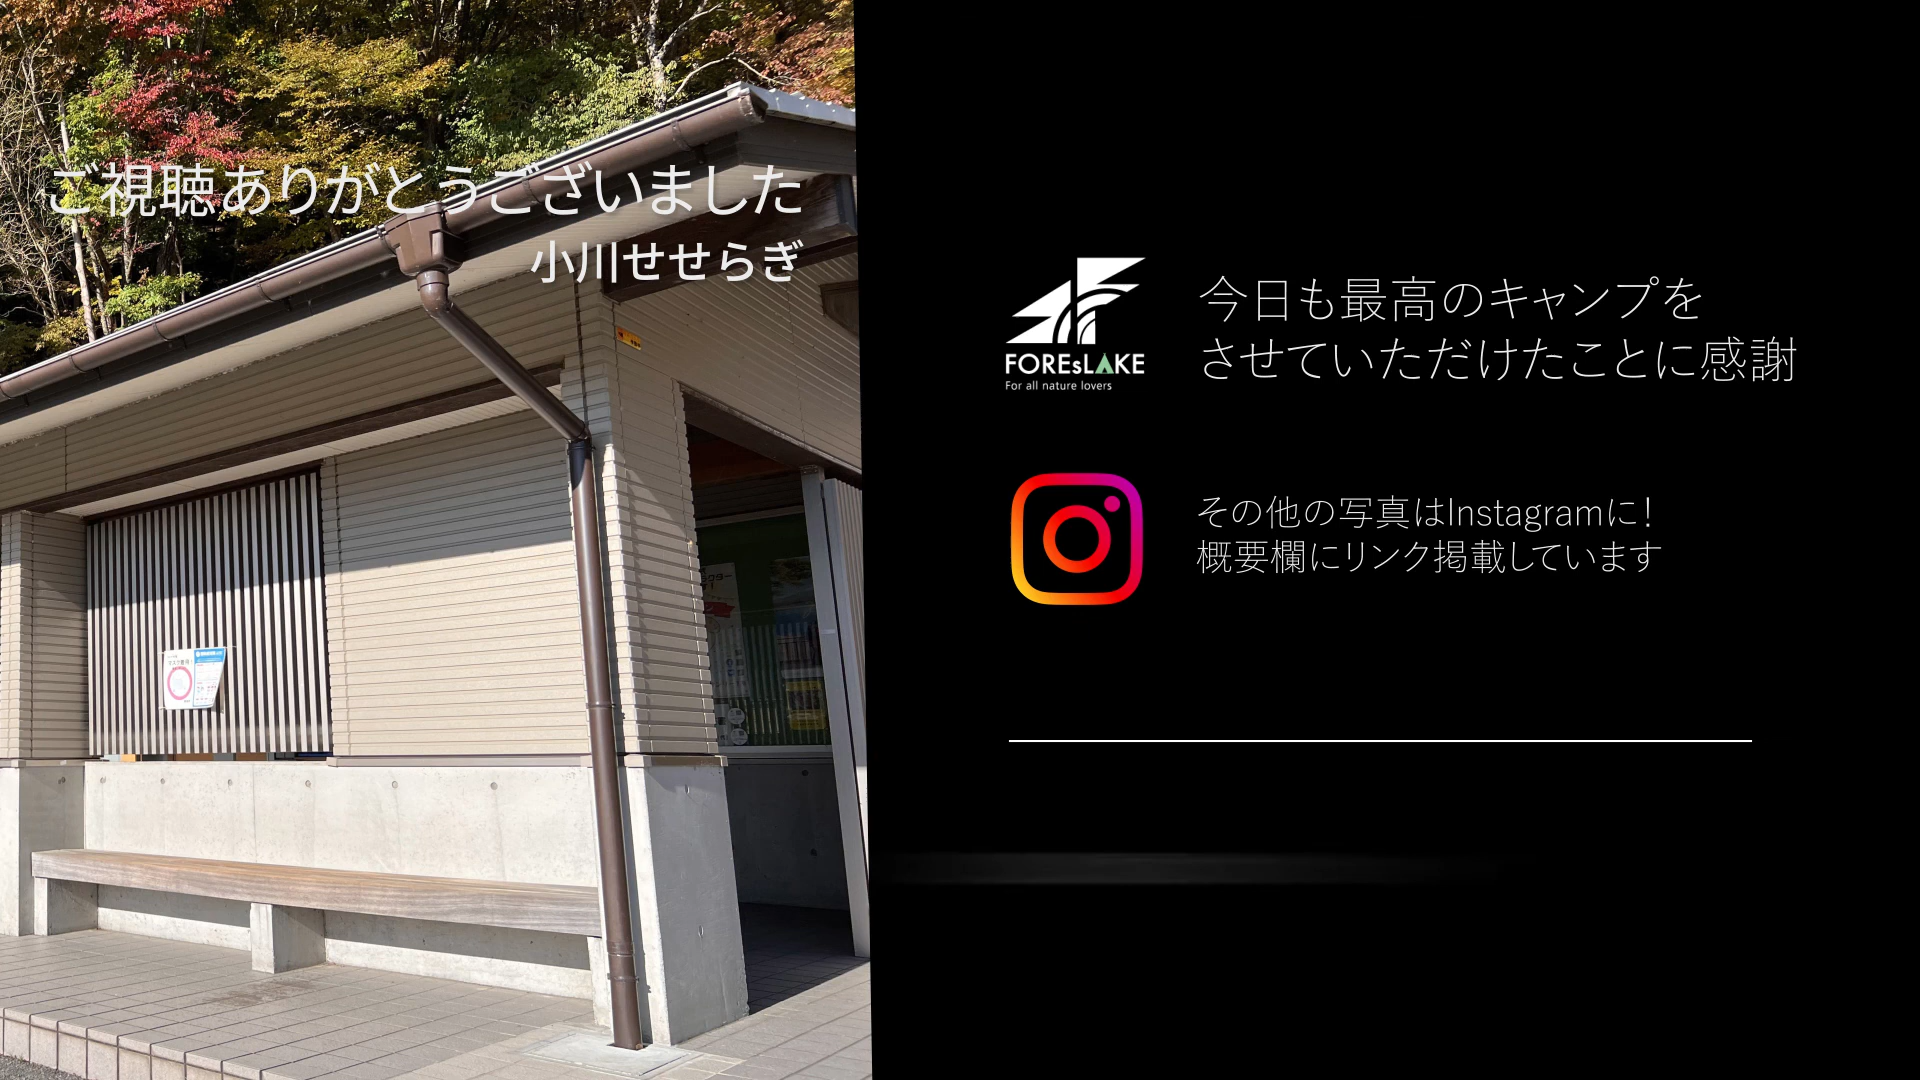 ご視聴ありがとうございました
小川せせらぎ
FOREsLAKE
For all nature lovers
今日も最高のキャンプを
させていただけたことに感謝
その他の写真はInstagramに！
概要欄にリンク掲載しています